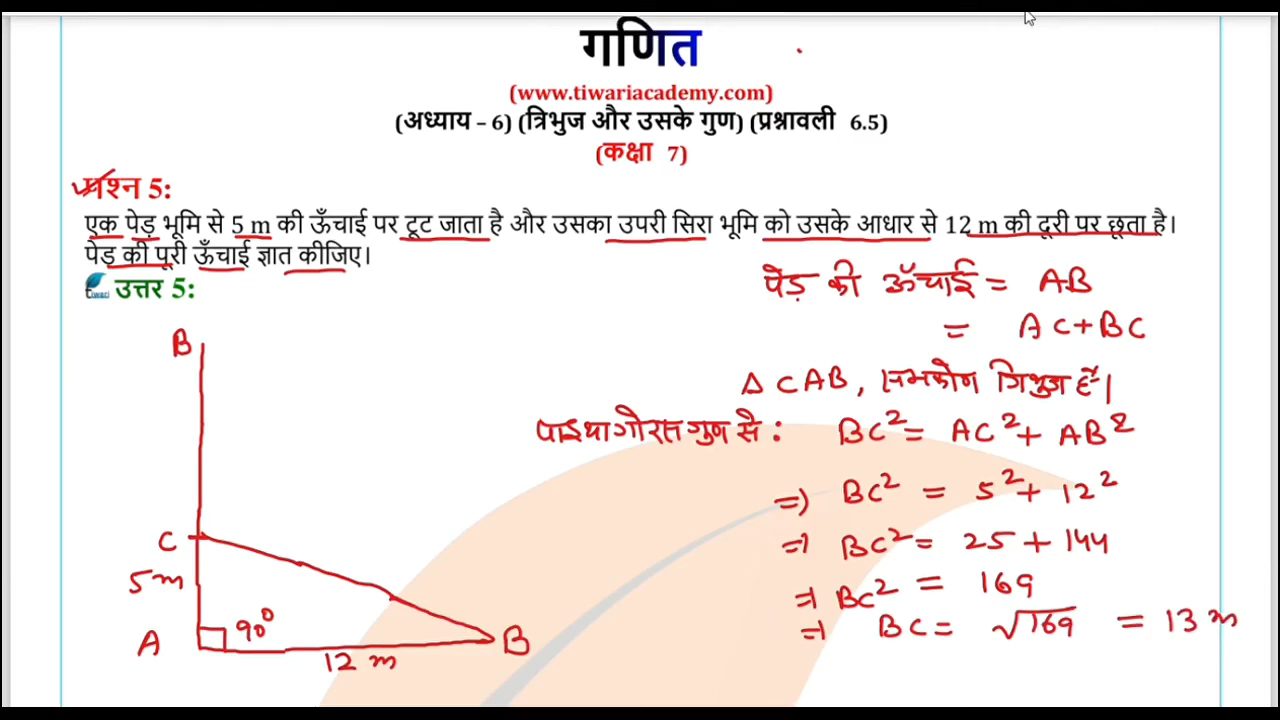 गणित
(www.tiwariacademy.com)
(अध्याय – 6) (त्रिभुज और उसके गुण) (प्रश्नावली 6.5)
(कक्षा 7)
प्रश्न 5:
एक पेड़ भूमि से 5 m की ऊँचाई पर टूट जाता है और उसका उपरी सिरा भूमि को उसके आधार से 12 m की दूरी पर छूता है।
पेड़ की पूरी ऊँचाई ज्ञात कीजिए।
Tiwari उत्तर 5:
पेड़ की ऊँचाई = AB
= AC+BC
B
Δ CAB, समकोण त्रिभुज है।
पाइथागोरस गुण से : BC² = AC² + AB²
⇒ BC² = 5² + 12²
C
⇒ BC² = 25 + 144
5 m
⇒ BC² = 169
⇒ BC = √169 = 13 m
A 90° B
12 m